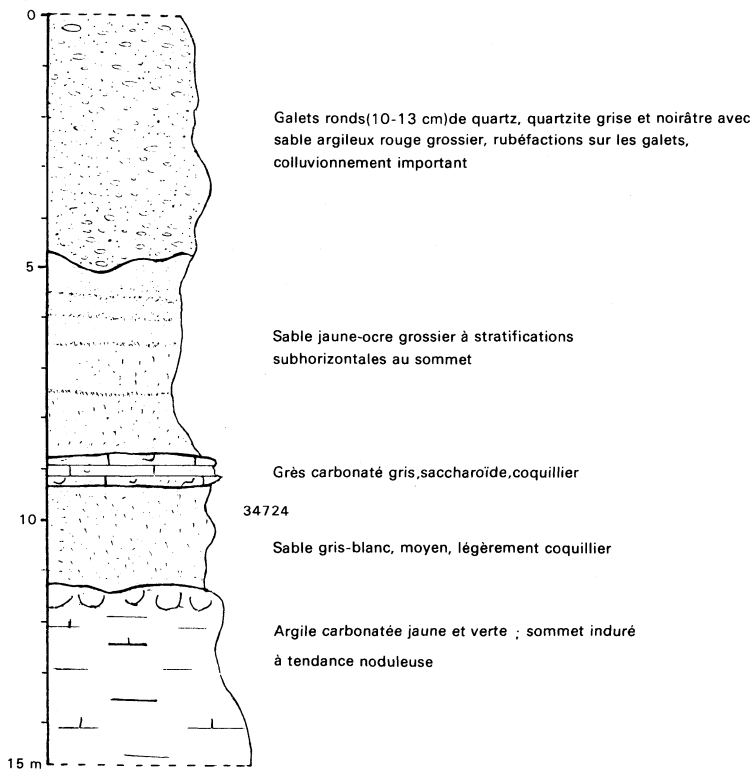 0
Galets ronds(10-13 cm)de quartz, quartzite grise et noirâtre avec
sable argileux rouge grossier, rubéfactions sur les galets,
colluvionnement important
5
Sable jaune-ocre grossier à stratifications
subhorizontales au sommet
Grès carbonaté gris,saccharoïde,coquillier
34724
10
Sable gris-blanc, moyen, légèrement coquillier
Argile carbonatée jaune et verte ; sommet induré
à tendance noduleuse
15 m